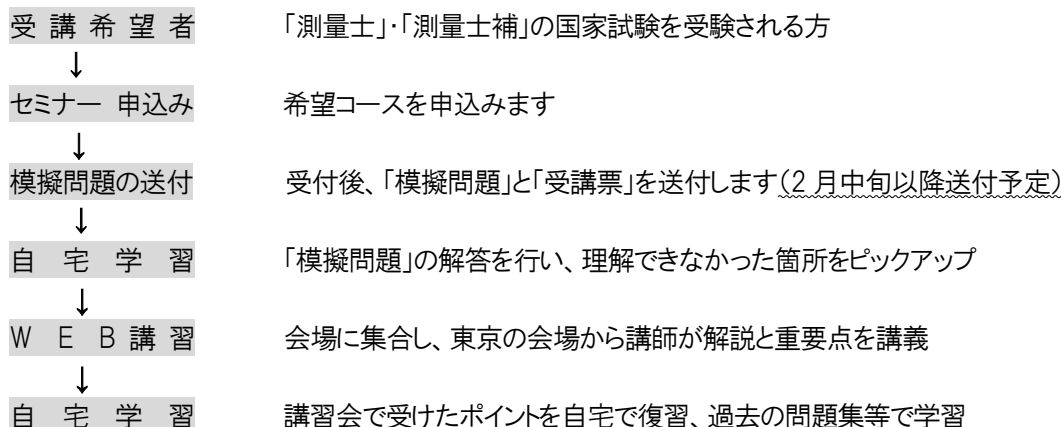 受 講 希 望 者 「測量士」・「測量士補」の国家試験を受験される方
↓
セミナー 申込み 希望コースを申込みます
↓
模擬問題の送付 受付後、「模擬問題」と「受講票」を送付します(2 月中旬以降送付予定)
↓
自 宅 学 習 「模擬問題」の解答を行い、理解できなかった箇所をピックアップ
↓
W E B 講 習 会場に集合し、東京の会場から講師が解説と重要点を講義
↓
自 宅 学 習 講習会で受けたポイントを自宅で復習、過去の問題集等で学習